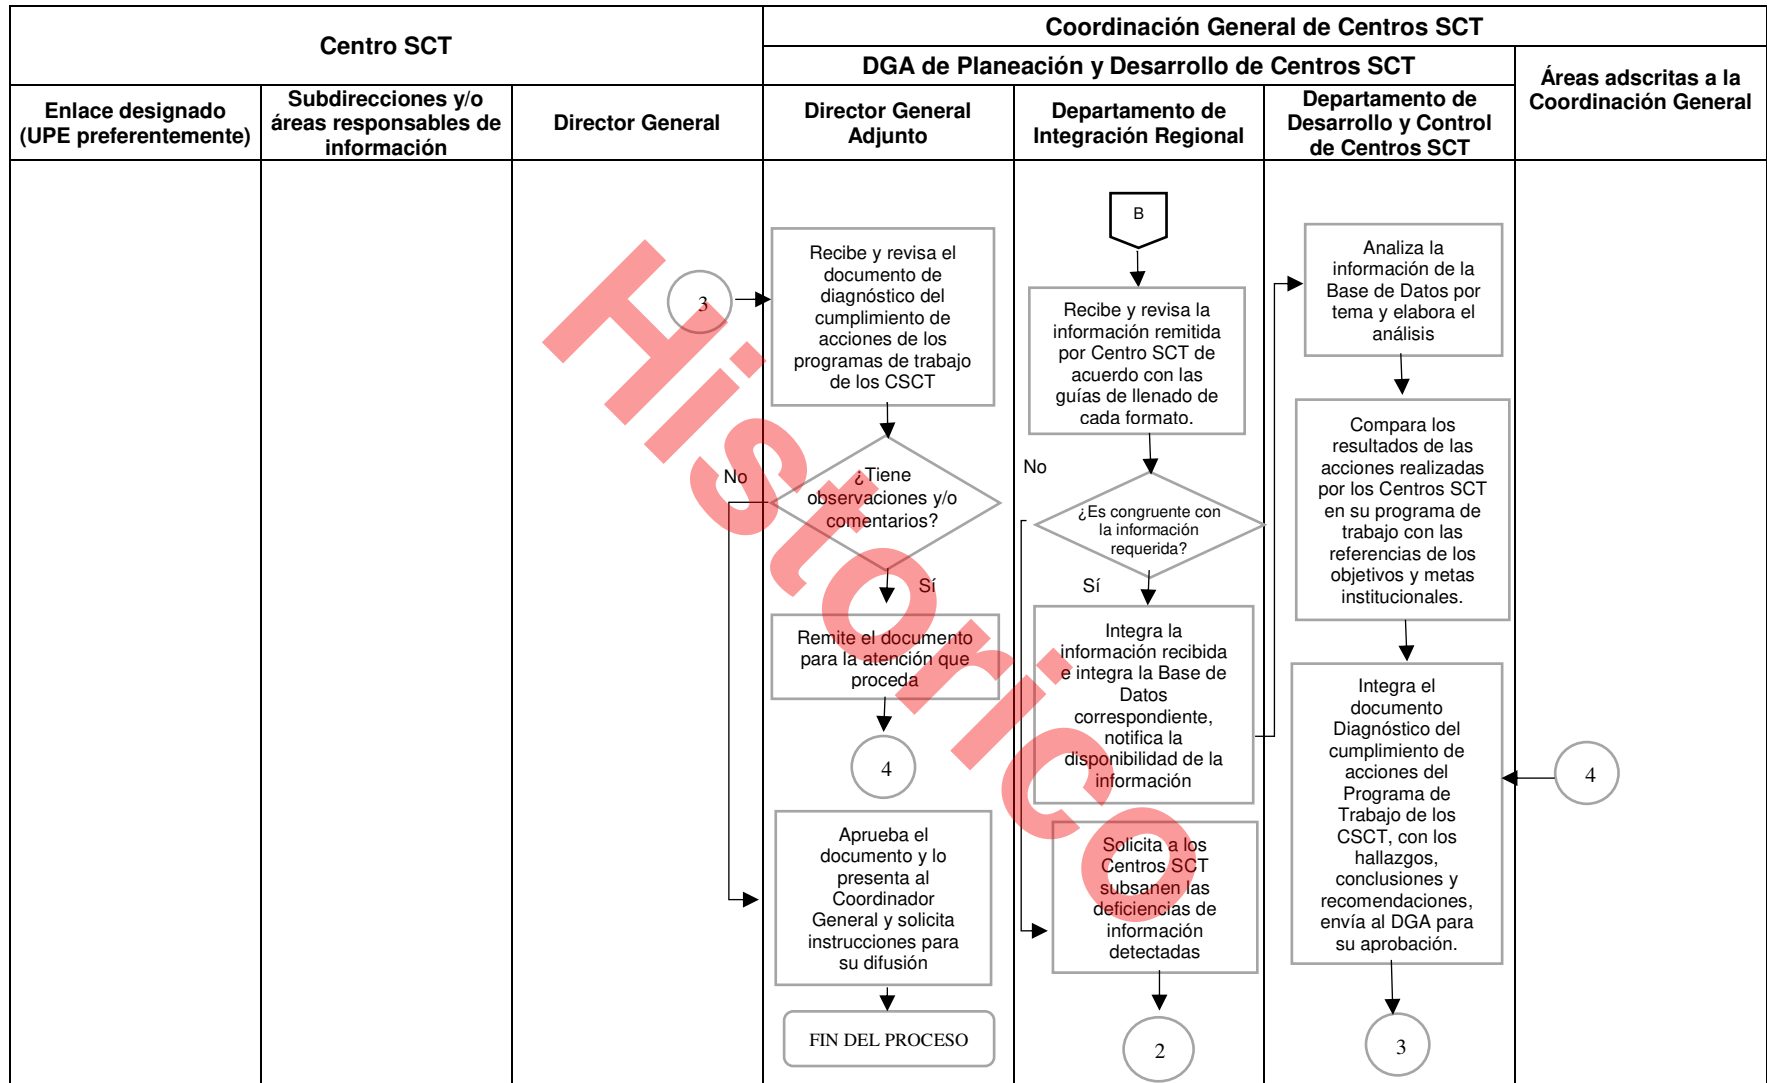 Centro SCT
Coordinación General de Centros SCT
DGA de Planeación y Desarrollo de Centros SCT
Áreas adscritas a la
Coordinación General
Enlace designado
(UPE preferentemente)
Subdirecciones y/o
áreas responsables de
información
Director General
Director General
Adjunto
Departamento de
Integración Regional
Departamento de
Desarrollo y Control
de Centros SCT
3
Recibe y revisa el
documento de
diagnóstico del
cumplimiento de
acciones de los
programas de trabajo
de los CSCT
No
¿Tiene
observaciones y/o
comentarios?
Sí
Remite el documento
para la atención que
proceda
4
Aprueba el
documento y lo
presenta al
Coordinador
General y solicita
instrucciones para
su difusión
FIN DEL PROCESO
B
Recibe y revisa la
información remitida
por Centro SCT de
acuerdo con las
guías de llenado de
cada formato.
No
¿Es congruente con
la información
requerida?
Sí
Integra la
información recibida
e integra la Base de
Datos
correspondiente,
notifica la
disponibilidad de la
información
Solicita a los
Centros SCT
subsanen las
deficiencias de
información
detectadas
2
Analiza la
información de la
Base de Datos por
tema y elabora el
análisis
Compara los
resultados de las
acciones realizadas
por los Centros SCT
en su programa de
trabajo con las
referencias de los
objetivos y metas
institucionales.
Integra el
documento
Diagnóstico del
cumplimiento de
acciones del
Programa de
Trabajo de los
CSCT, con los
hallazgos,
conclusiones y
recomendaciones,
envía al DGA para
su aprobación.
3
4
Historico